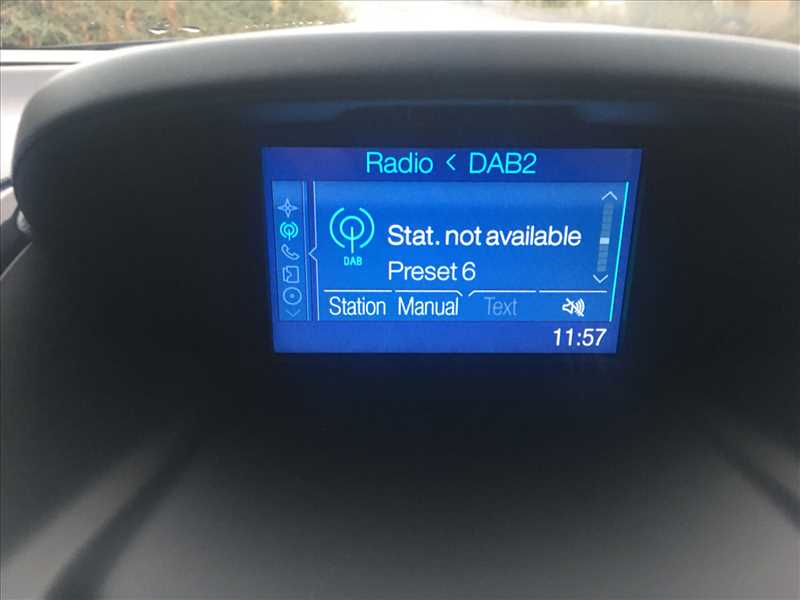 Radio < DAB2
DAB
Stat. not available
Preset 6
Station Manual Text
11:57